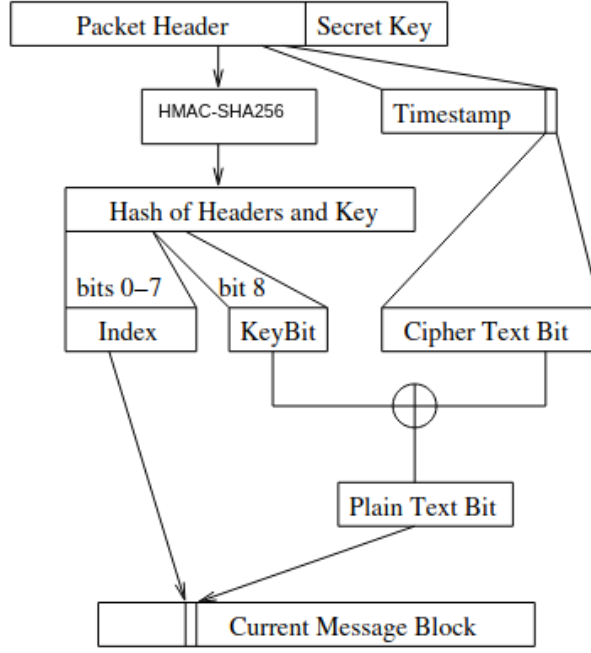 Packet Header
Secret Key
HMAC-SHA256
Timestamp
Hash of Headers and Key
bits 0–7
bit 8
Index
KeyBit
Cipher Text Bit
Plain Text Bit
Current Message Block